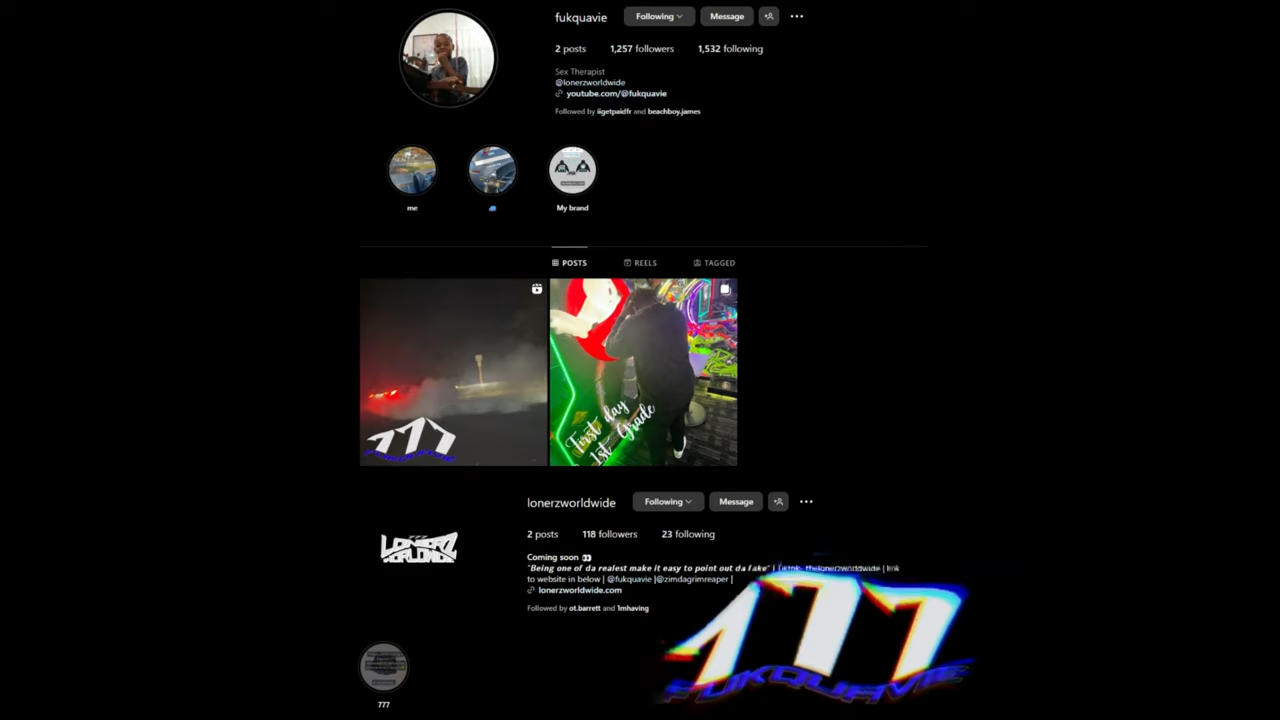 fukquavie Following Message
2 posts 1,257 followers 1,532 following
Sex Therapist
@lonerzworldwide
youtube.com/@fukquavie
Followed by iigetpaidfr and beachboy.james
me My brand
POSTS REELS TAGGED
777
FUKQUAVIE
First day
1st Grade
lonerzworldwide Following Message
2 posts 118 followers 23 following
LONERZ
WORLDWIDE
Coming soon 👀
"Being one of da realest make it easy to point out da fake" | Tiktok- thelonerzworldwide | link
to website in below | @fukquavie |@zimdagrimreaper |
lonerzworldwide.com
Followed by ot.barrett and 1mhaving
777
FUKQUAVIE
777